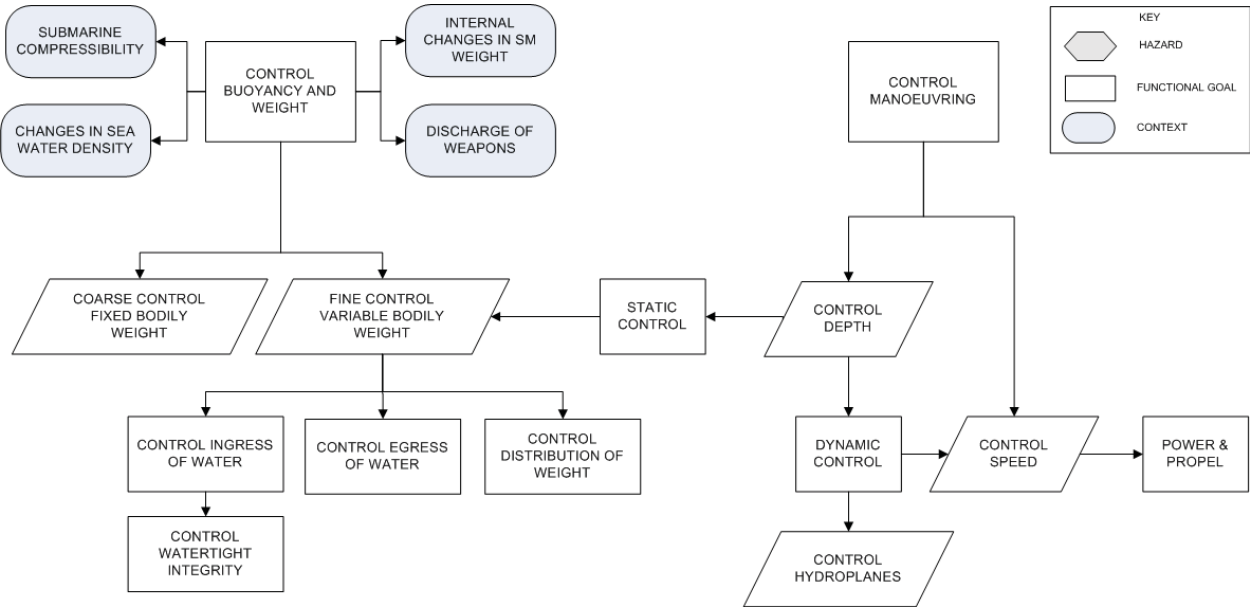 SUBMARINE
COMPRESSIBILITY
CONTROL
BUOYANCY AND
WEIGHT
INTERNAL
CHANGES IN SM
WEIGHT
CHANGES IN SEA
WATER DENSITY
DISCHARGE OF
WEAPONS
CONTROL
MANOEUVRING
KEY
HAZARD
FUNCTIONAL GOAL
CONTEXT
COARSE CONTROL
FIXED BODILY
WEIGHT
FINE CONTROL
VARIABLE BODILY
WEIGHT
STATIC
CONTROL
CONTROL
DEPTH
CONTROL INGRESS
OF WATER
CONTROL EGRESS
OF WATER
CONTROL
DISTRIBUTION OF
WEIGHT
DYNAMIC
CONTROL
CONTROL
SPEED
POWER &
PROPEL
CONTROL
WATERTIGHT
INTEGRITY
CONTROL
HYDROPLANES